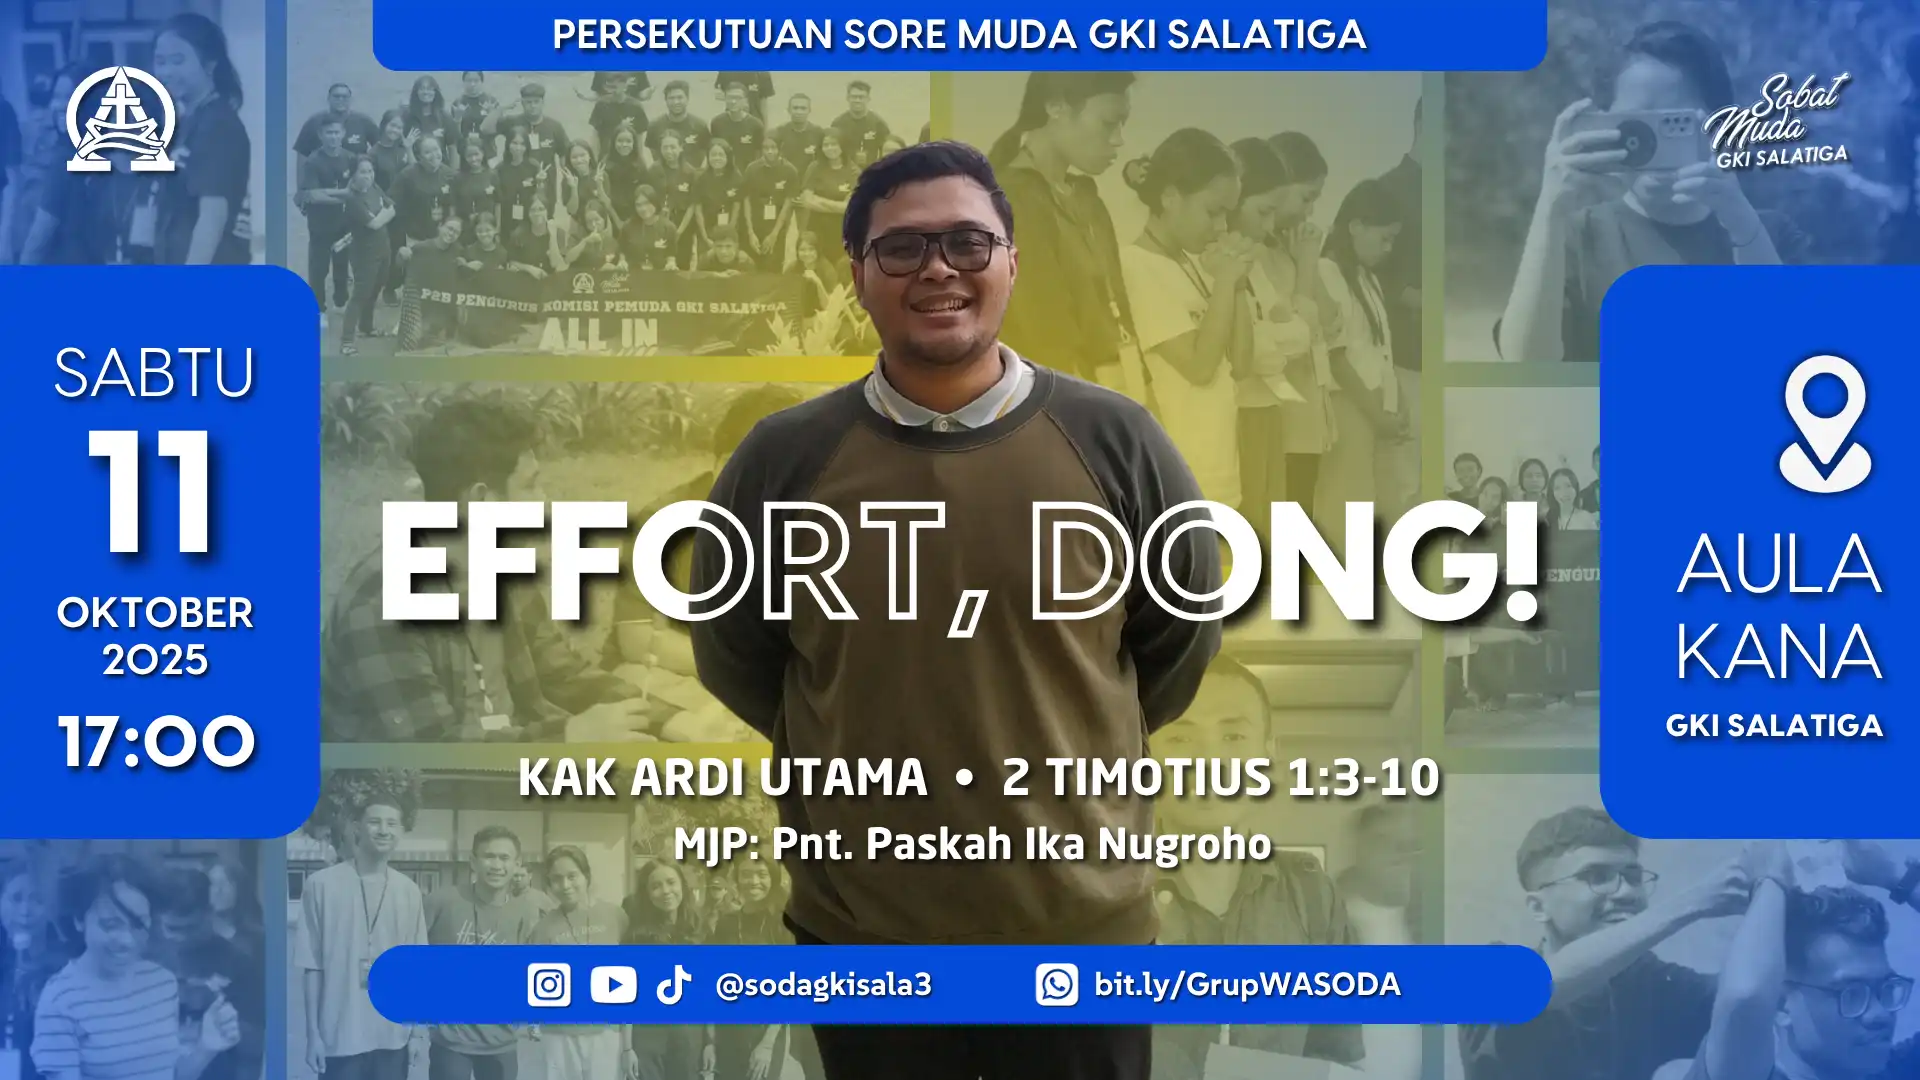 PERSEKUTUAN SORE MUDA GKI SALATIGA
Sobat
Muda
GKI SALATIGA
P2B PENGURUS KOMISI PEMUDA GKI SALATIGA
ALL IN
SABTU
11
OKTOBER
2025
17:00
EFFORT, DONG!
AULA
KANA
GKI SALATIGA
KAK ARDI UTAMA • 2 TIMOTIUS 1:3-10
MJP: Pnt. Paskah Ika Nugroho
@sodagkisala3
bit.ly/GrupWASODA